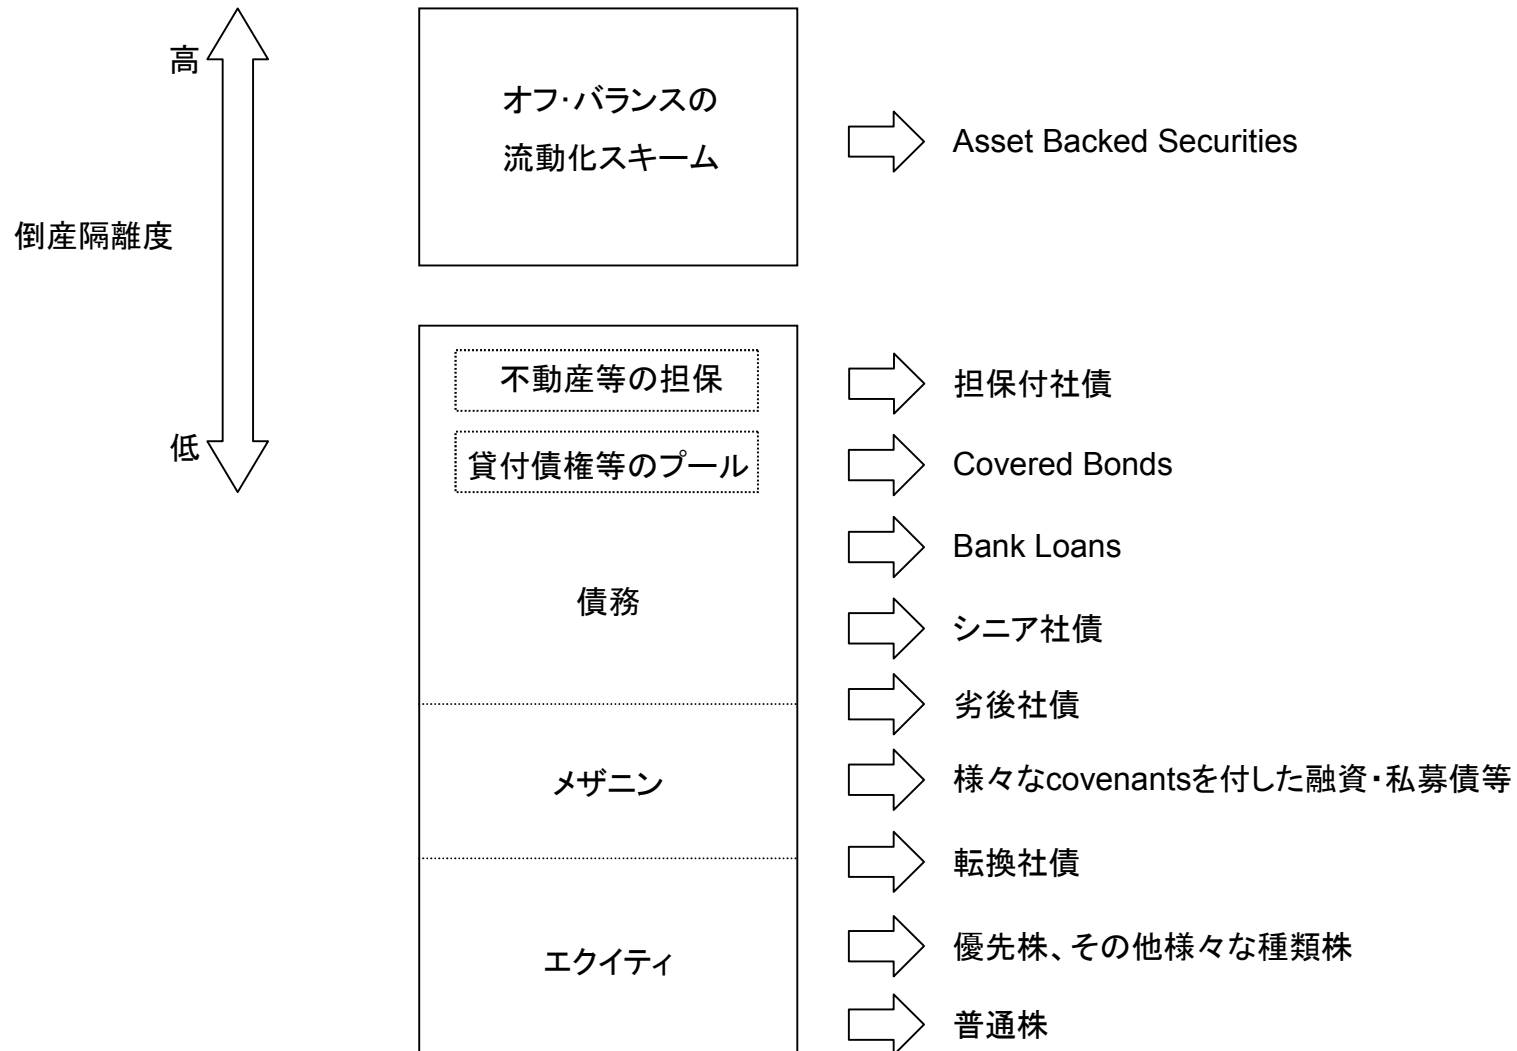 高
オフ・バランスの
流動化スキーム
Asset Backed Securities
倒産隔離度
不動産等の担保
担保付社債
低
貸付債権等のプール
Covered Bonds
Bank Loans
債務
シニア社債
劣後社債
メザニン
様々なcovenantsを付した融資・私募債等
転換社債
エクイティ
優先株、その他様々な種類株
普通株